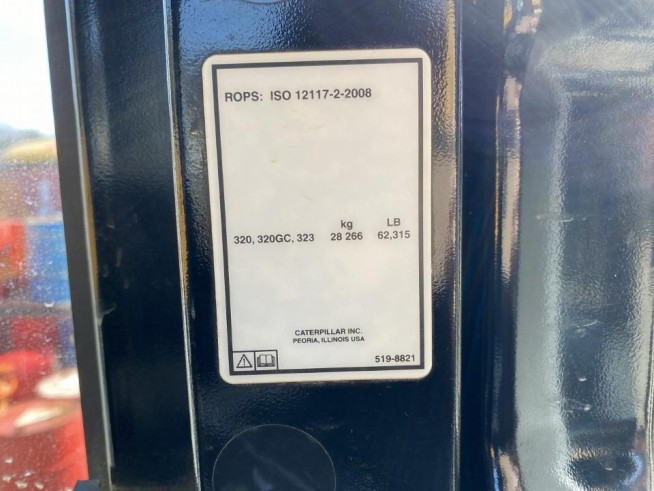 ROPS: ISO 12117-2-2008
kg LB
320, 320GC, 323 28 266 62,315
CATERPILLAR INC.
PEORIA, ILLINOIS USA
519-8821